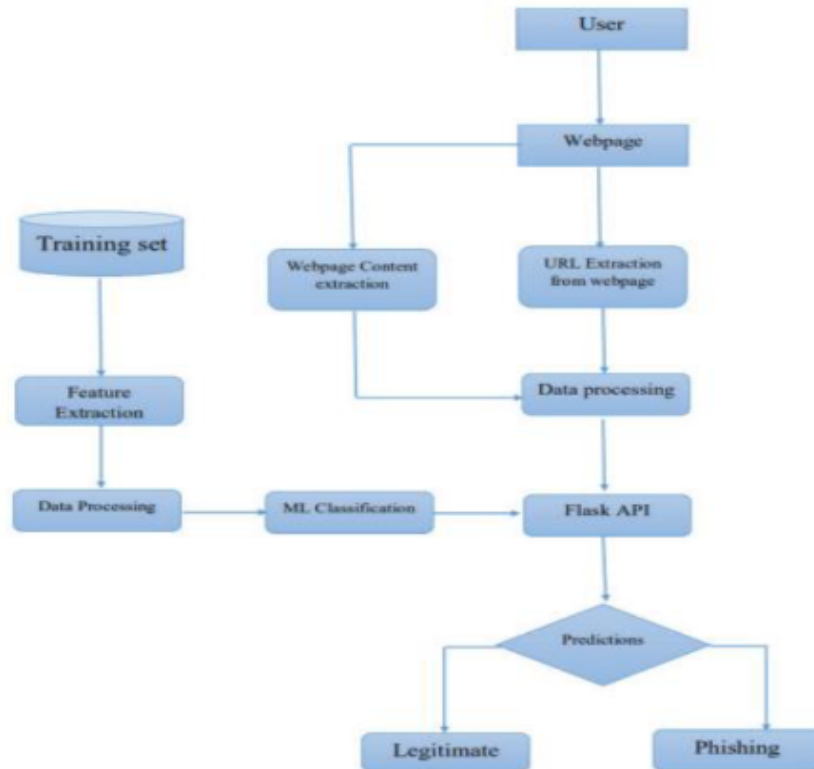 User
Webpage
Training set
Webpage Content
extraction
URL Extraction
from webpage
Feature
Extraction
Data processing
Data Processing
ML Classification
Flask API
Predictions
Legitimate
Phishing